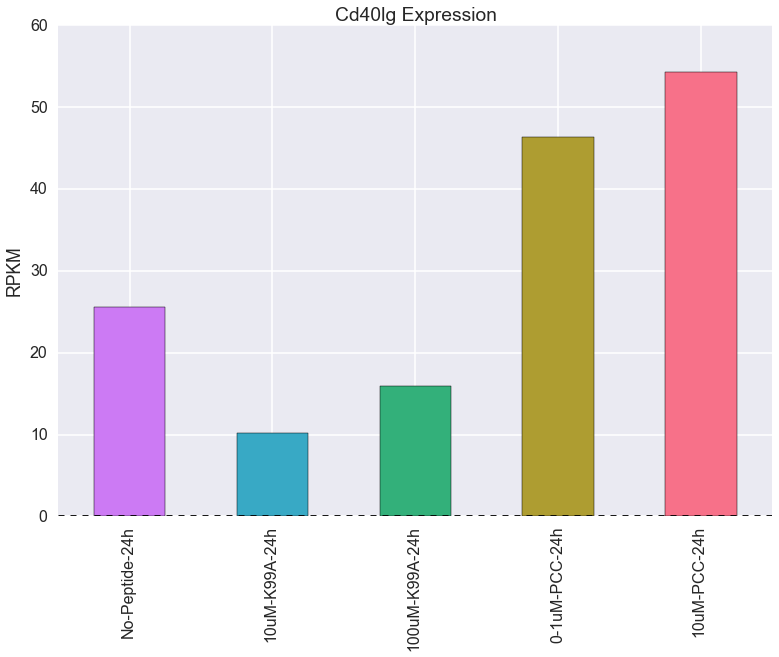 Cd40lg Expression
60
50
40
30
20
10
0
RPKM
No-Peptide-24h
10uM-K99A-24h
100uM-K99A-24h
0-1uM-PCC-24h
10uM-PCC-24h